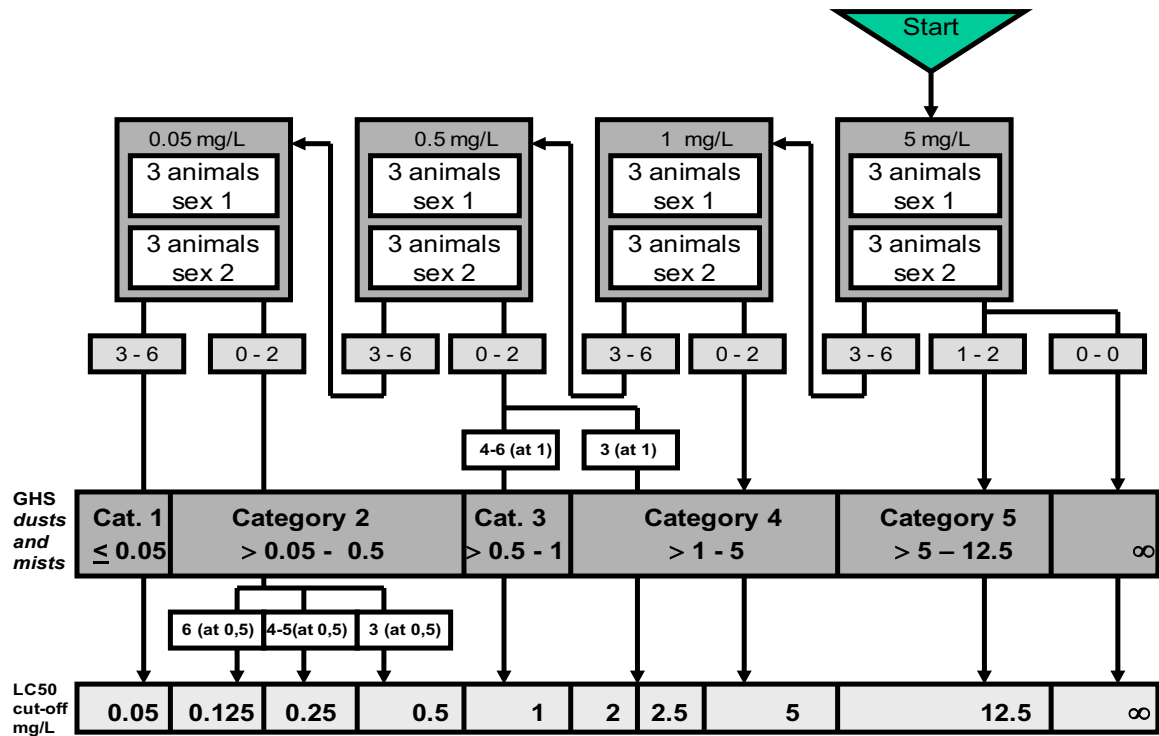 Start
0.05 mg/L
3 animals
sex 1
3 animals
sex 2
0.5 mg/L
3 animals
sex 1
3 animals
sex 2
1 mg/L
3 animals
sex 1
3 animals
sex 2
5 mg/L
3 animals
sex 1
3 animals
sex 2
3 - 6
0 - 2
3 - 6
0 - 2
3 - 6
0 - 2
3 - 6
1 - 2
0 - 0
4-6 (at 1)
3 (at 1)
GHS
dusts
and
mists
Cat. 1
≤ 0.05
Category 2
> 0.05 - 0.5
Cat. 3
> 0.5 - 1
Category 4
> 1 - 5
Category 5
> 5 – 12.5
∞
6 (at 0,5)
4-5(at 0,5)
3 (at 0,5)
LC50
cut-off
mg/L
0.05
0.125
0.25
0.5
1
2
2.5
5
12.5
∞